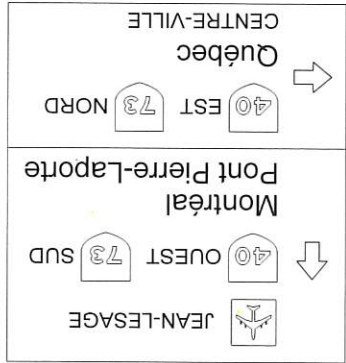 JEAN-LESAGE
40 OUEST 73 SUD
Montréal
Pont Pierre-Laporte
40 EST 73 NORD
Québec
CENTRE-VILLE